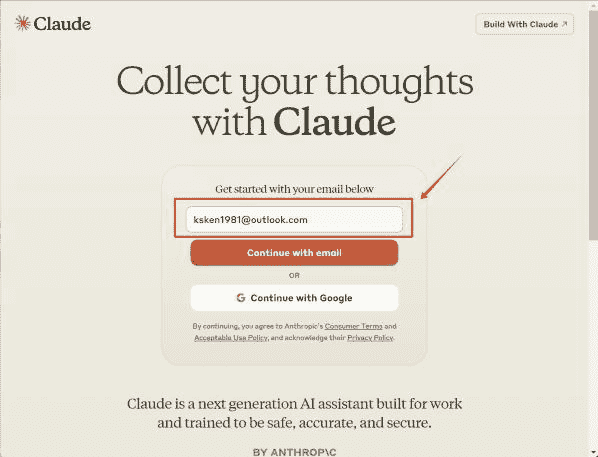 Claude
Build With Claude ↗
Collect your thoughts
with Claude
Get started with your email below
ksken1981@outlook.com
Continue with email
OR
G Continue with Google
By continuing, you agree to Anthropic's Consumer Terms and
Acceptable Use Policy, and acknowledge their Privacy Policy.
Claude is a next generation AI assistant built for work
and trained to be safe, accurate, and secure.
BY ANTHROP\C